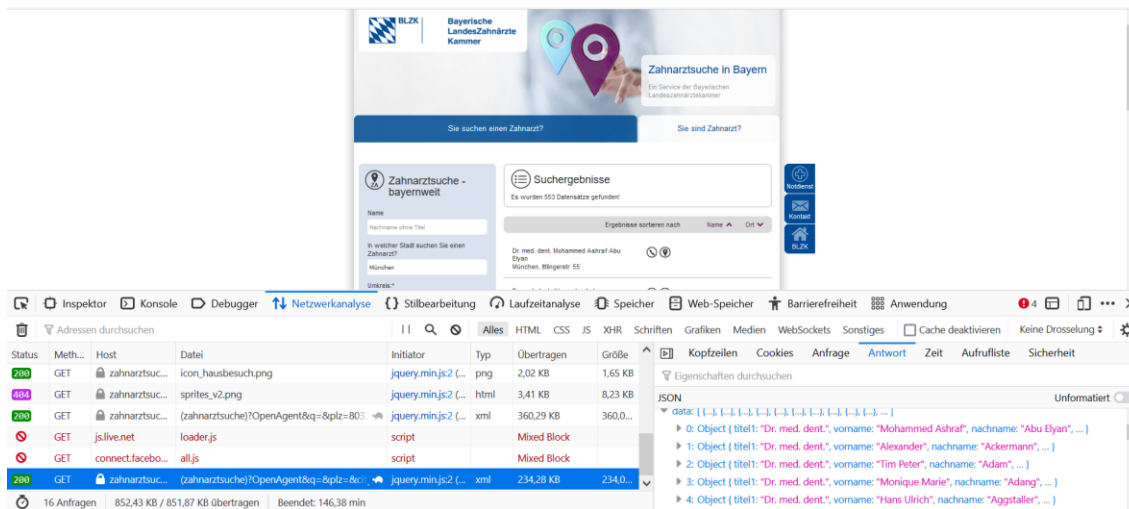 BLZK
Bayerische
LandesZahnärzte
Kammer
Zahnarztsuche in Bayern
Ein Service der Bayerischen
Landeszahnärztekammer
Sie suchen einen Zahnarzt?
Sie sind Zahnarzt?
ZA
Zahnarztsuche -
bayernweit
Name
Nachname ohne Titel
In welcher Stadt suchen Sie einen
Zahnarzt?
München
Umkreis:*
Suchergebnisse
Es wurden 553 Datensätze gefunden!
Ergebnisse sortieren nach Name Ort
Dr. med. dent. Mohammed Ashraf Abu
Elyan
München, Ittlingerstr. 55
Notdienst
Kontakt
BLZK
Inspektor Konsole Debugger Netzwerkanalyse Stilbearbeitung Laufzeitanalyse Speicher Web-Speicher Barrierefreiheit Anwendung 4
Adressen durchsuchen Alles HTML CSS JS XHR Schriften Grafiken Medien WebSockets Sonstiges Cache deaktivieren Keine Drosselung
Status Meth... Host Datei Initiator Typ Übertragen Größe
200 GET zahnarztsuc... icon_hausbesuch.png jquery.min.js:2 (... png 2,02 KB 1,65 KB
404 GET zahnarztsuc... sprites_v2.png jquery.min.js:2 (... html 3,41 KB 8,23 KB
200 GET zahnarztsuc... (zahnarztsuche)?OpenAgent&q=&plz=803 jquery.min.js:2 (... xml 360,29 KB 360,0...
GET js.live.net loader.js script Mixed Block
GET connect.facebo... all.js script Mixed Block
200 GET zahnarztsuc... (zahnarztsuche)?OpenAgent&q=&plz=&cit jquery.min.js:2 (... xml 234,28 KB 234,0...
16 Anfragen 852,43 KB / 851,87 KB übertragen Beendet: 146,38 min
Kopfzeilen Cookies Anfrage Antwort Zeit Aufrufliste Sicherheit
Eigenschaften durchsuchen
JSON Unformatiert
data: [ {…}, {…}, {…}, {…}, {…}, {…}, {…}, {…}, {…}, {…}, … ]
0: Object { titel1: "Dr. med. dent.", vorname: "Mohammed Ashraf", nachname: "Abu Elyan", … }
1: Object { titel1: "Dr. med. dent.", vorname: "Alexander", nachname: "Ackermann", … }
2: Object { titel1: "Dr. med. dent.", vorname: "Tim Peter", nachname: "Adam", … }
3: Object { titel1: "Dr. med. dent.", vorname: "Monique Marie", nachname: "Adang", … }
4: Object { titel1: "Dr. med. dent.", vorname: "Hans Ulrich", nachname: "Aggstaller", … }